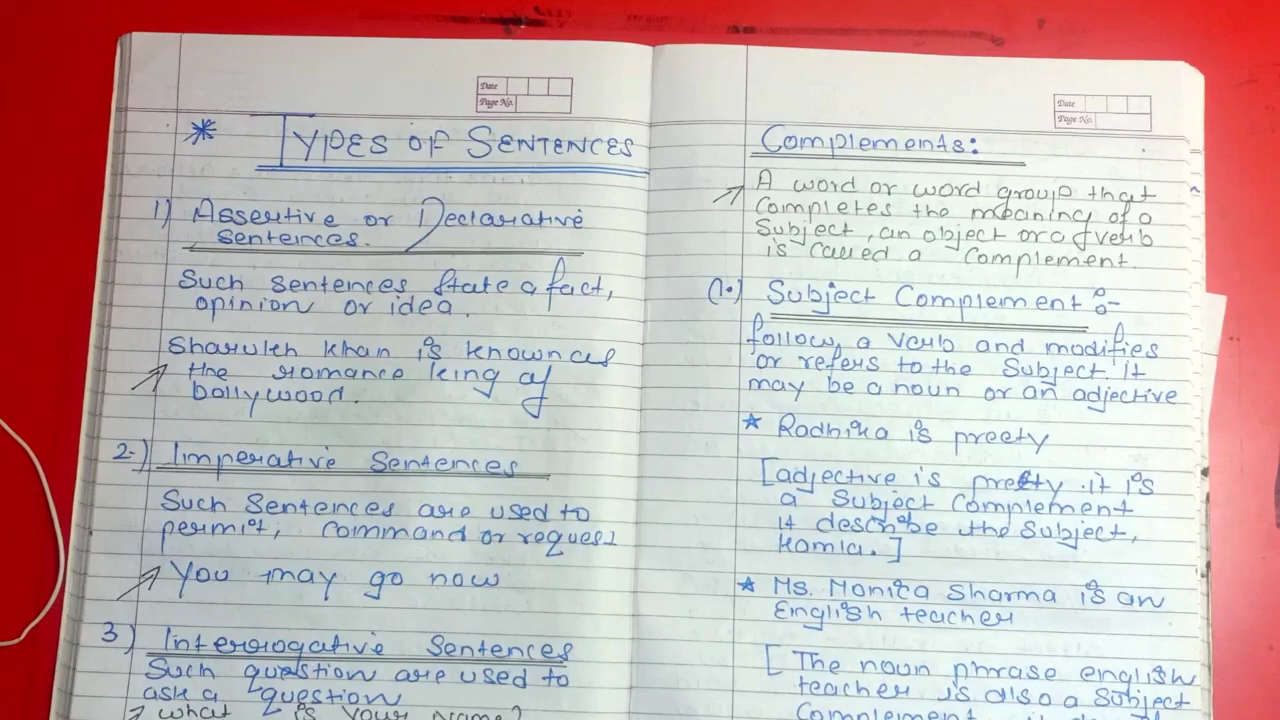 Date
Page No.
* TYPES OF SENTENCES
1) Assertive or Declarative
sentences.
Such sentences state a fact,
opinion or idea.
Sharukh khan is known as
the romance king of
bollywood.
2.) Imperative Sentences
Such Sentences are used to
permit, command or request
You may go now
3) Interrogative Sentences
Such question are used to
ask a question
what is your name?
Date
Page No.
Complements:
A word or word group that
completes the meaning of a
Subject, an object or a verb
is called a Complement.
(1.) Subject Complement :-
follow a verb and modifies
or refers to the Subject it
may be a noun or an adjective
* Radhika is preety
[adjective is preety .it is
a Subject Complement
it describe the Subject,
Kamla.]
* Ms. Monica Sharma is an
English teacher
[The noun phrase english
teacher is also a Subject
Complement